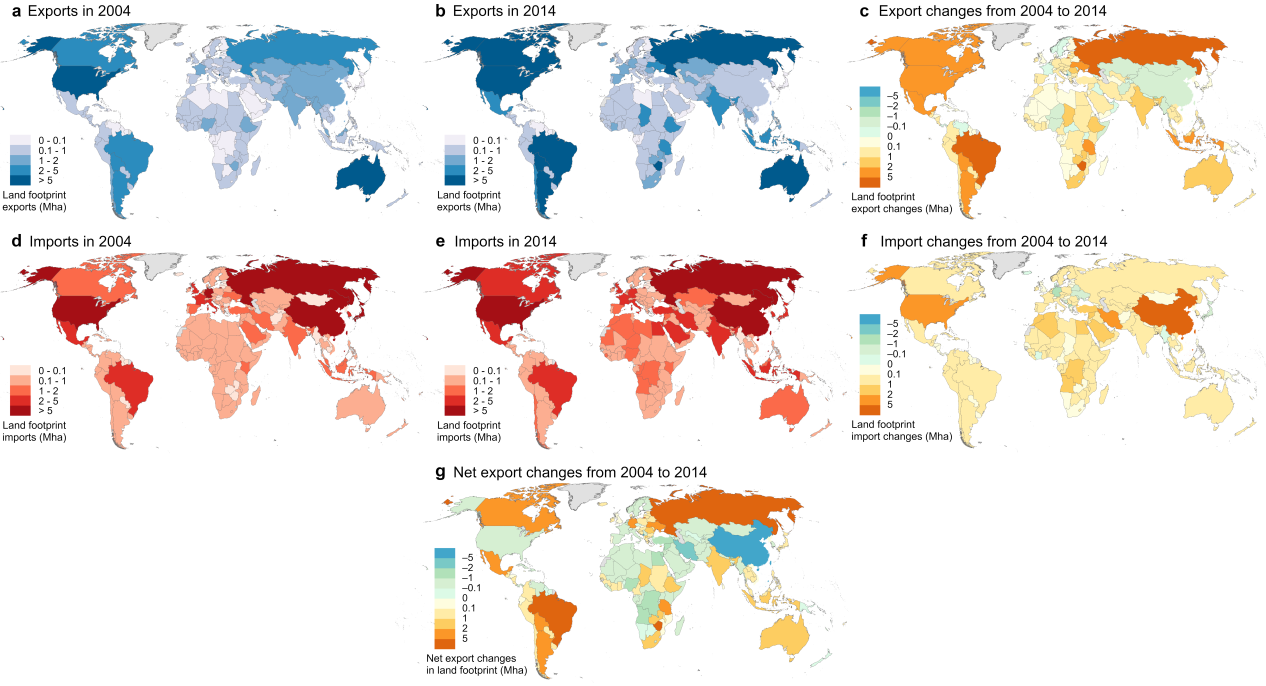 a Exports in 2004
b Exports in 2014
c Export changes from 2004 to 2014
0 - 0.1
0.1 - 1
1 - 2
2 - 5
> 5
Land footprint
exports (Mha)
0 - 0.1
0.1 - 1
1 - 2
2 - 5
> 5
Land footprint
exports (Mha)
–5
–2
–1
–0.1
0
0.1
1
2
5
Land footprint
export changes (Mha)
d Imports in 2004
e Imports in 2014
f Import changes from 2004 to 2014
0 - 0.1
0.1 - 1
1 - 2
2 - 5
> 5
Land footprint
imports (Mha)
0 - 0.1
0.1 - 1
1 - 2
2 - 5
> 5
Land footprint
imports (Mha)
–5
–2
–1
–0.1
0
0.1
1
2
5
Land footprint
import changes (Mha)
g Net export changes from 2004 to 2014
–5
–2
–1
–0.1
0
0.1
1
2
5
Net export changes
in land footprint (Mha)